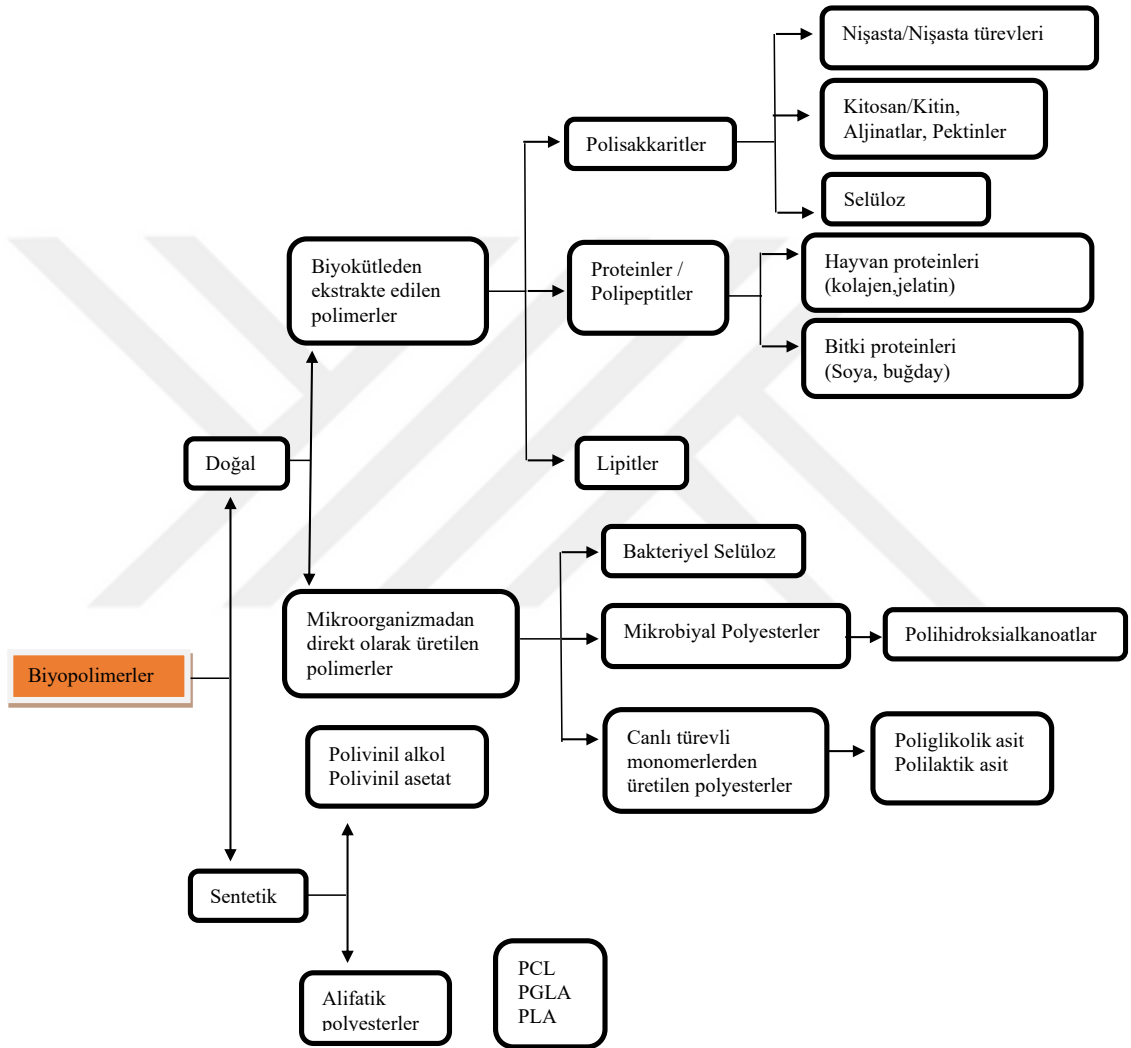 Nişasta/Nişasta türevleri
Kitosan/Kitin,
Aljinatlar, Pektinler
Polisakkaritler
Selüloz
Biyokütleden
ekstrakte edilen
polimerler
Proteinler /
Polipeptitler
Hayvan proteinleri
(kolajen,jelatin)
Bitki proteinleri
(Soya, buğday)
Doğal
Lipitler
Bakteriyel Selüloz
Mikroorganizmadan
direkt olarak üretilen
polimerler
Mikrobiyal Polyesterler
Polihidroksialkanoatlar
Biyopolimerler
Canlı türevli
monomerlerden
üretilen polyesterler
Poliglikolik asit
Polilaktik asit
Polivinil alkol
Polivinil asetat
Sentetik
Alifatik
polyesterler
PCL
PGLA
PLA